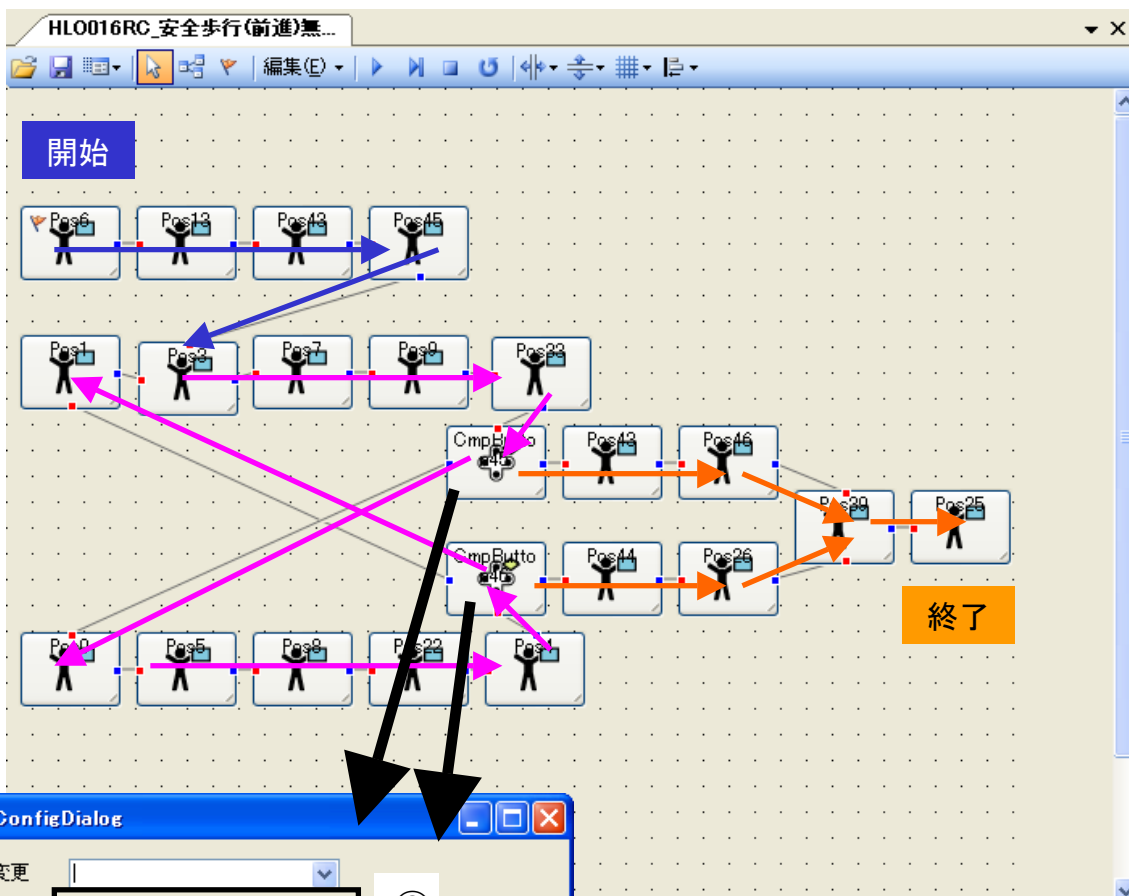 HLO016RC_安全歩行(前進)無...
編集(E)
開始
Pos6 Pos13 Pos43 Pos45
Pos1 Pos3 Pos7 Pos9 Pos33
CmpButto Pos43 Pos46
Pos39 Pos25
CmpButto Pos44 Pos26
終了
Pos0 Pos5 Pos8 Pos22 Pos4
ConfigDialog
変更